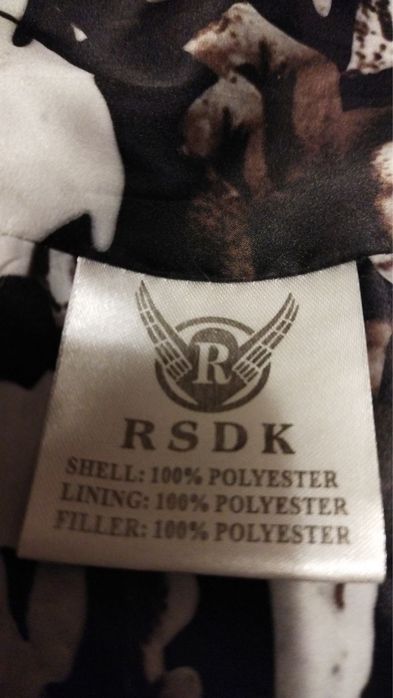 R
RSDK
SHELL: 100% POLYESTER
LINING: 100% POLYESTER
FILLER: 100% POLYESTER